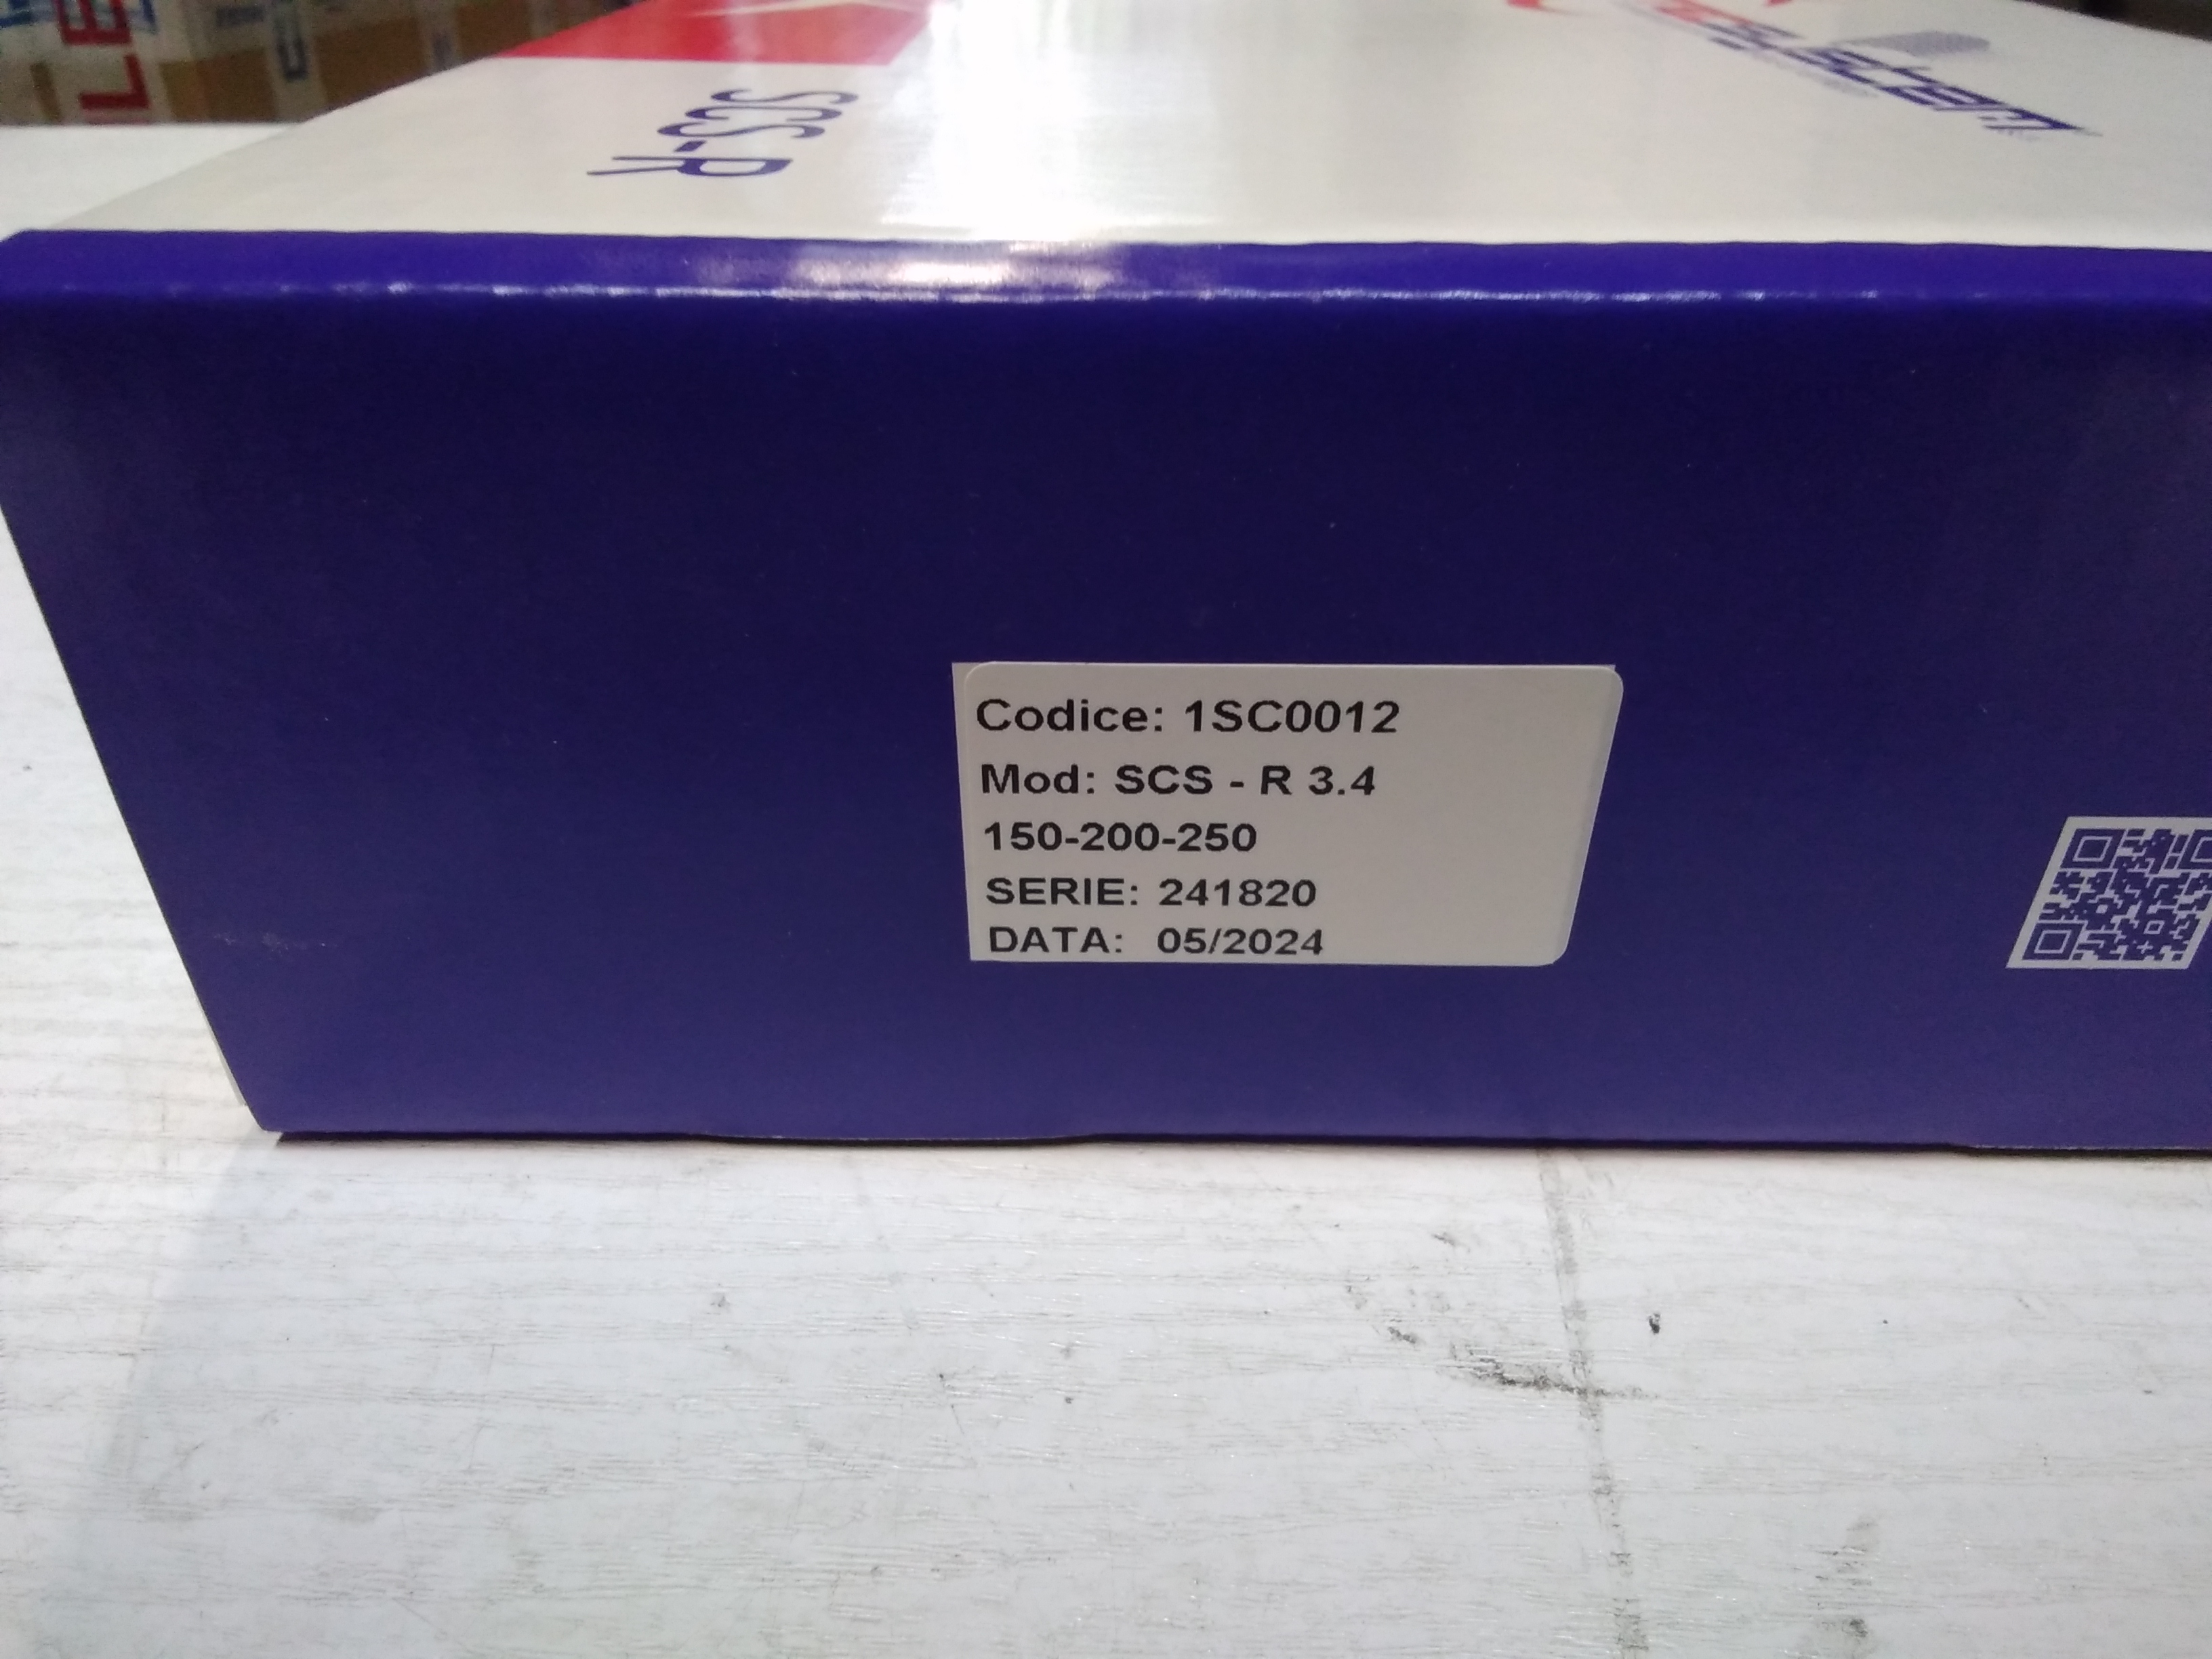 SCS-R
Codice: 1SC0012
Mod: SCS - R 3.4
150-200-250
SERIE: 241820
DATA: 05/2024